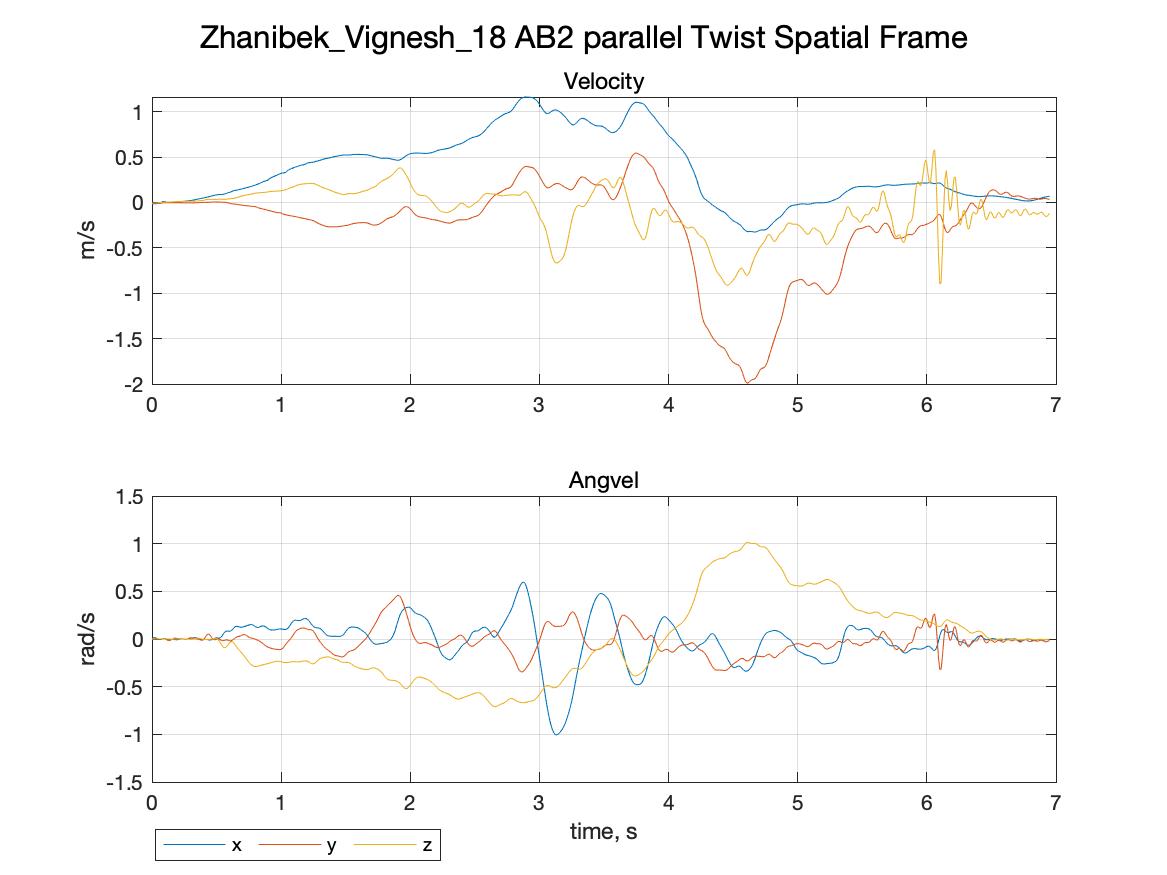 Zhanibek_Vignesh_18 AB2 parallel Twist Spatial Frame
Velocity
1
0.5
0
-0.5
-1
-1.5
-2
m/s
0 1 2 3 4 5 6 7
Angvel
1.5
1
0.5
0
-0.5
-1
-1.5
rad/s
0 1 2 3 4 5 6 7
time, s
x y z